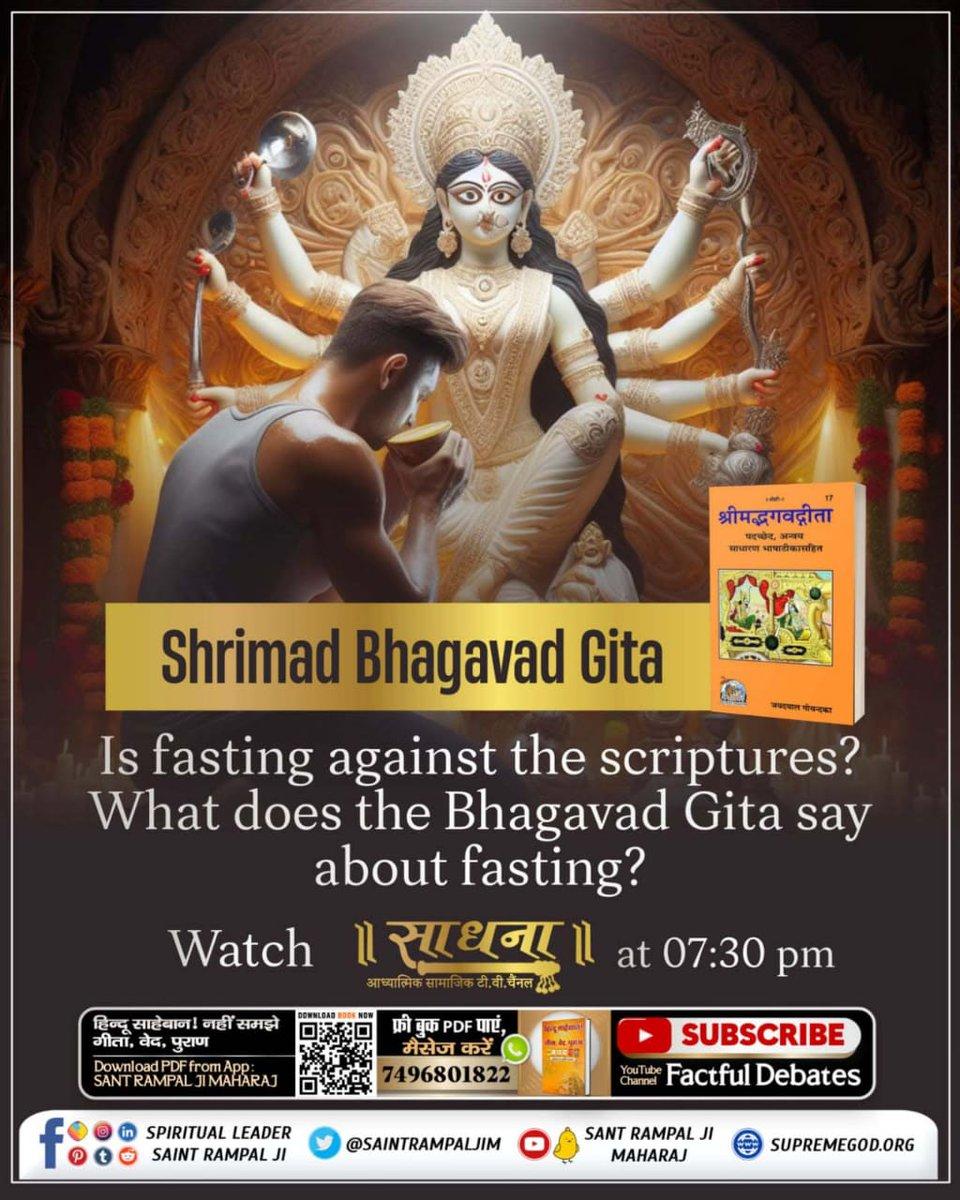 ॥ श्रीहरिः ॥
17
श्रीमद्भगवद्गीता
पदच्छेद, अन्वय
साधारण भाषाटीकासहित
जयदयाल गोयन्दका
Shrimad Bhagavad Gita
Is fasting against the scriptures?
What does the Bhagavad Gita say
about fasting?
Watch ॥ साधना ॥ at 07:30 pm
आध्यात्मिक सामाजिक टी.वी.चैनल
हिन्दू साहेबान! नहीं समझे
गीता, वेद, पुराण
Download PDF from App :
SANT RAMPAL JI MAHARAJ
DOWNLOAD BOOK NOW
फ्री बुक PDF पाएं,
मैसेज करें
7496801822
SUBSCRIBE
YouTube Channel Factful Debates
SPIRITUAL LEADER
SAINT RAMPAL JI
@SAINTRAMPALJIM
SANT RAMPAL JI
MAHARAJ
SUPREMEGOD.ORG